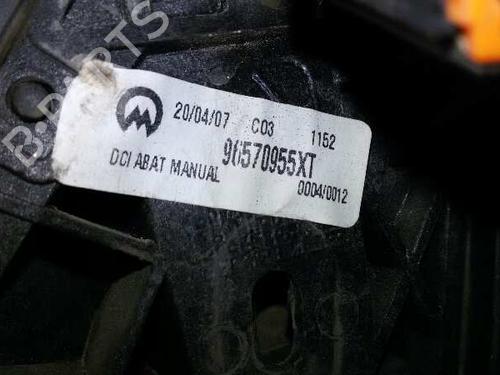 20/04/07 C03 1152
DCI ABAT MANUAL 96570955XT
0004/0012
B-PARTS